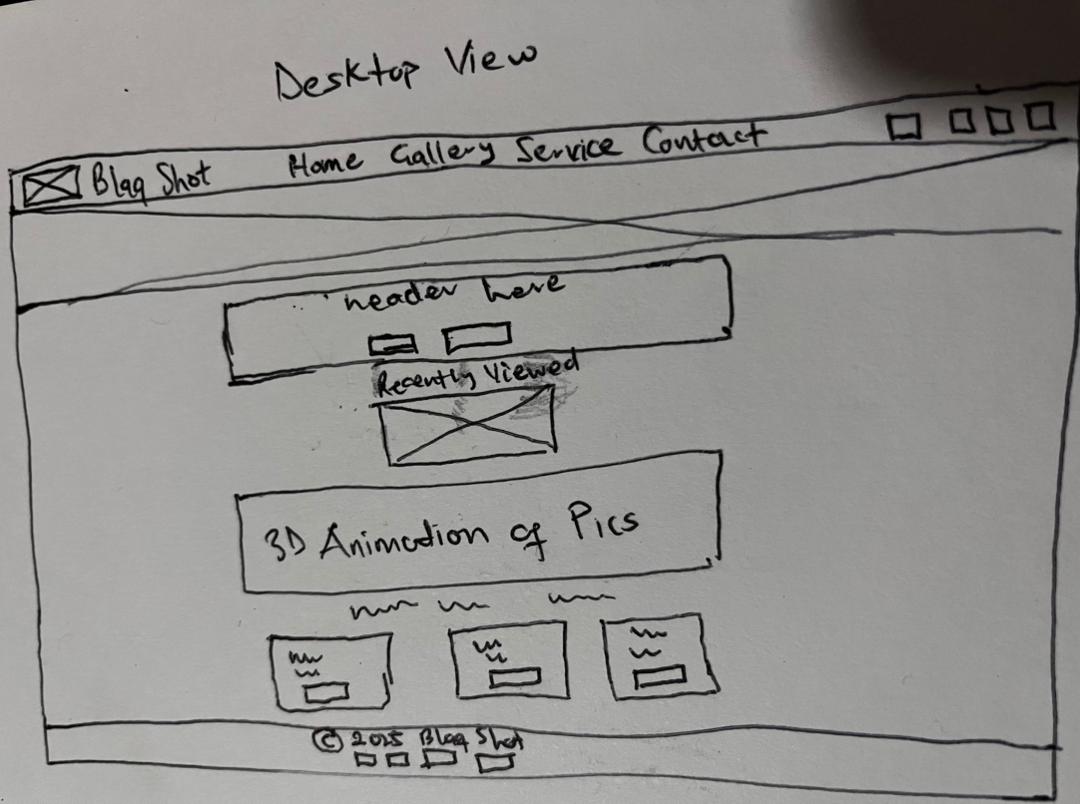 Desktop View
Blaq Shot Home Gallery Service Contact
header here
Recently Viewed
3D Animation of Pics
© 2025 Blaq Shot